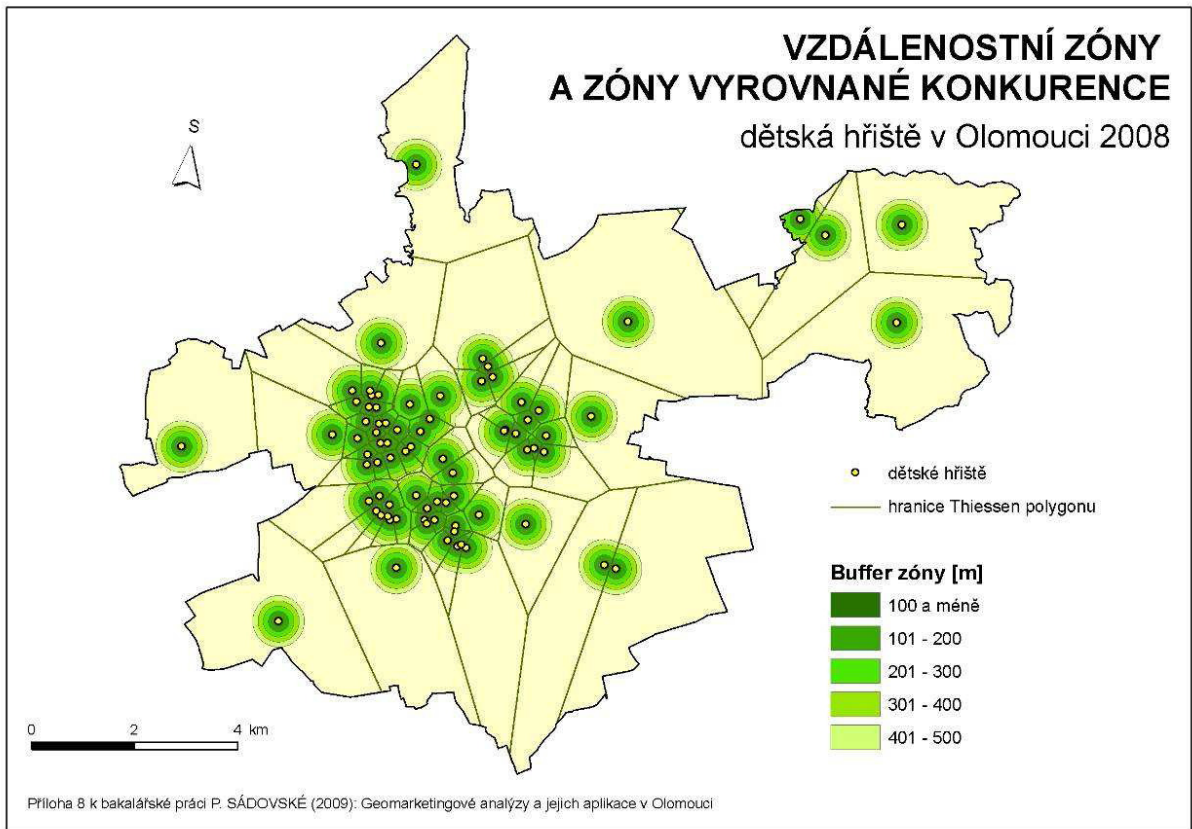 VZDÁLENOSTNÍ ZÓNY
A ZÓNY VYROVNANÉ KONKURENCE
dětská hřiště v Olomouci 2008
S
dětské hřiště
hranice Thiessen polygonu
Buffer zóny [m]
100 a méně
101 - 200
201 - 300
301 - 400
401 - 500
0 2 4 km
Příloha 8 k bakalářské práci P. SÁDOVSKÉ (2009): Geomarketingové analýzy a jejich aplikace v Olomouci